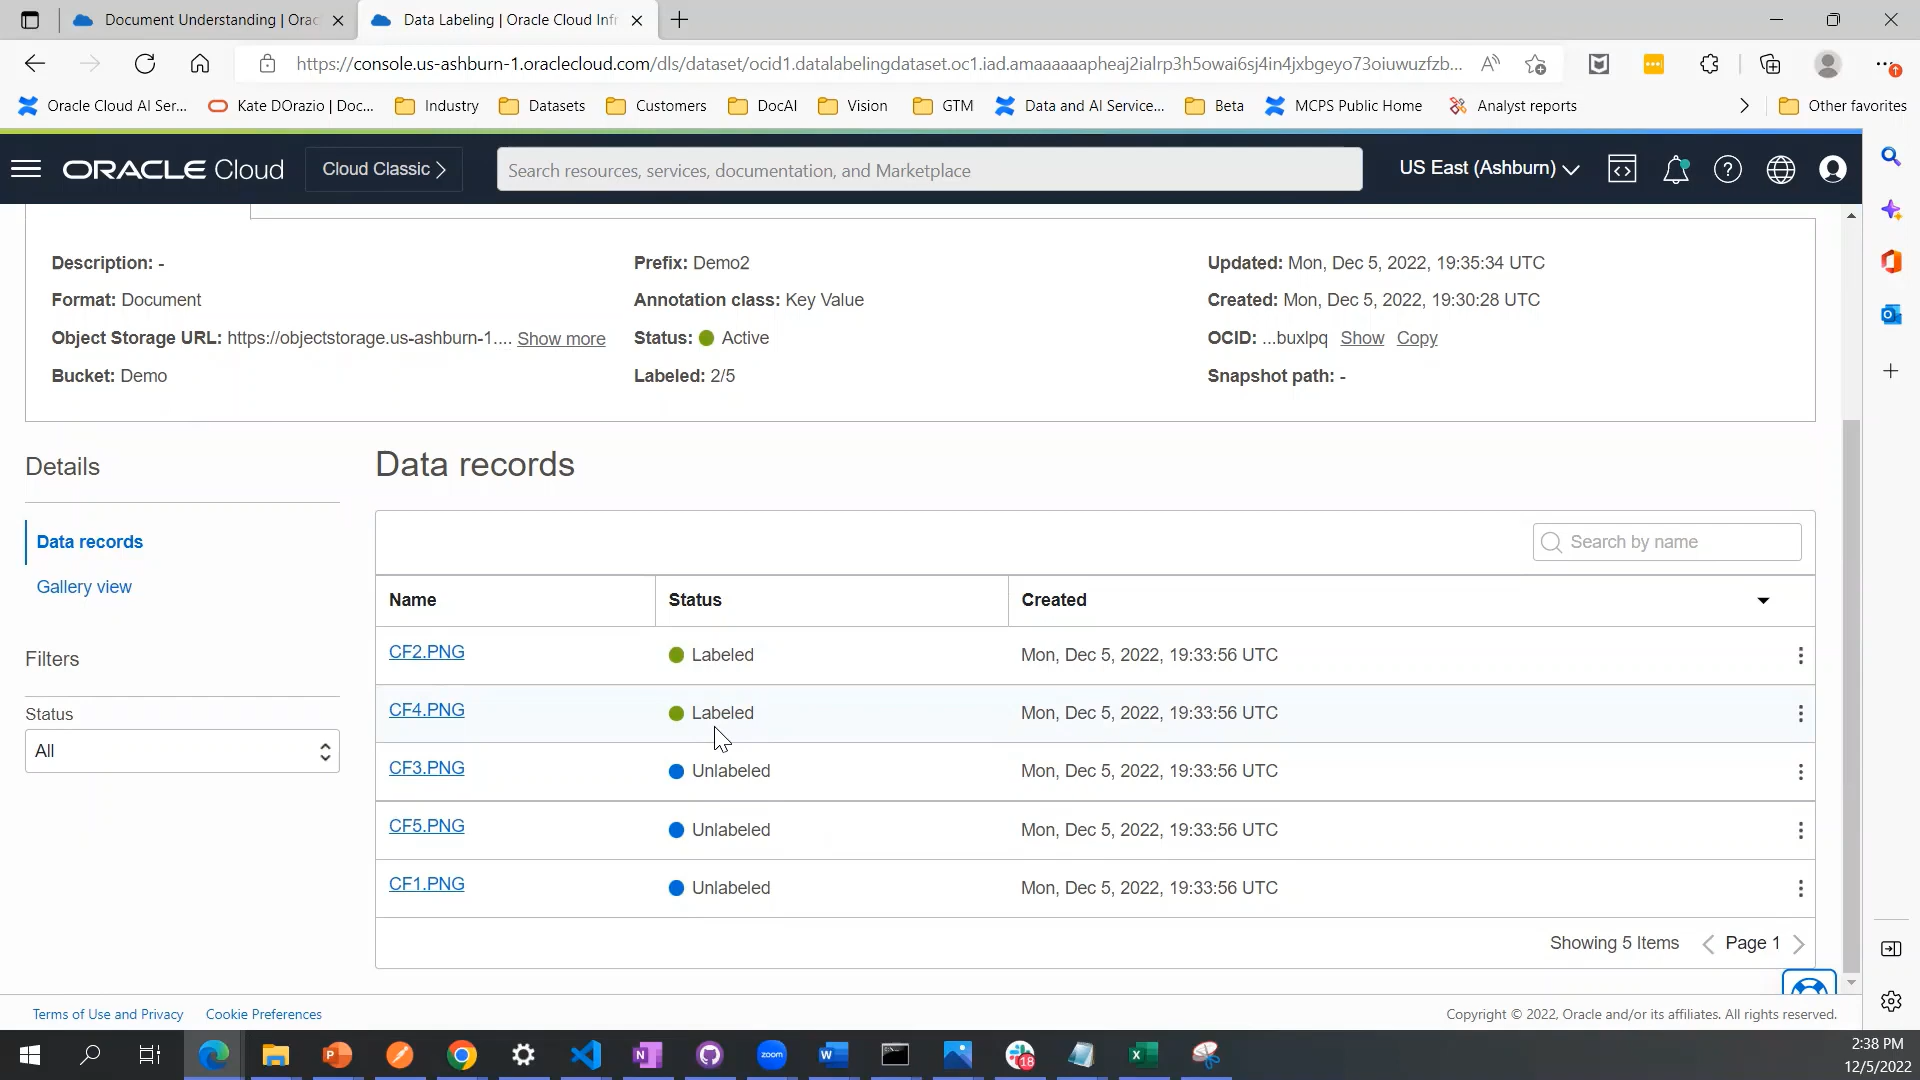 Document Understanding | Orac
Data Labeling | Oracle Cloud Infr
https://console.us-ashburn-1.oraclecloud.com/dls/dataset/ocid1.datalabelingdataset.oc1.iad.amaaaaaapheaj2ialrp3h5owai6sj4in4jxbgeyo73oiuwuzfzb...
Oracle Cloud AI Ser... Kate DOrazio | Doc... Industry Datasets Customers DocAI Vision GTM Data and AI Service... Beta MCPS Public Home Analyst reports Other favorites
ORACLE Cloud Cloud Classic Search resources, services, documentation, and Marketplace US East (Ashburn)
Description: - Prefix: Demo2 Updated: Mon, Dec 5, 2022, 19:35:34 UTC
Format: Document Annotation class: Key Value Created: Mon, Dec 5, 2022, 19:30:28 UTC
Object Storage URL: https://objectstorage.us-ashburn-1.... Show more Status: Active OCID: ...buxlpq Show Copy
Bucket: Demo Labeled: 2/5 Snapshot path: -
Details
Data records
Gallery view
Filters
Status
All
Data records
Search by name
Name Status Created
CF2.PNG Labeled Mon, Dec 5, 2022, 19:33:56 UTC
CF4.PNG Labeled Mon, Dec 5, 2022, 19:33:56 UTC
CF3.PNG Unlabeled Mon, Dec 5, 2022, 19:33:56 UTC
CF5.PNG Unlabeled Mon, Dec 5, 2022, 19:33:56 UTC
CF1.PNG Unlabeled Mon, Dec 5, 2022, 19:33:56 UTC
Showing 5 Items Page 1
Terms of Use and Privacy Cookie Preferences Copyright © 2022, Oracle and/or its affiliates. All rights reserved.
zoom
18
2:38 PM
12/5/2022